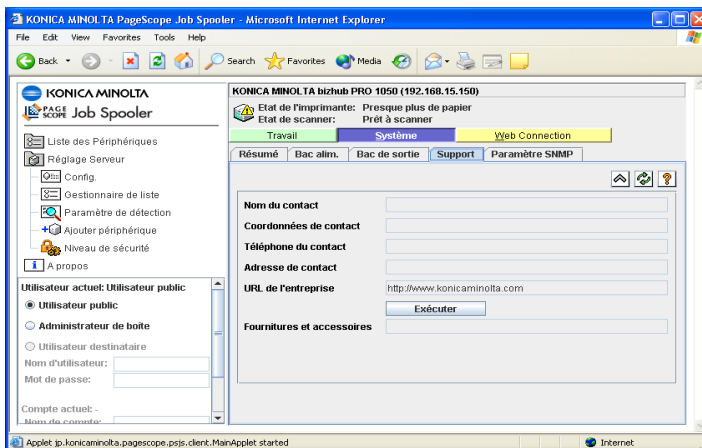 KONICA MINOLTA PageScope Job Spooler - Microsoft Internet Explorer
File Edit View Favorites Tools Help
Back Search Favorites Media
KONICA MINOLTA
PAGE SCOPE Job Spooler
Liste des Périphériques
Réglage Serveur
Config.
Gestionnaire de liste
Paramètre de détection
Ajouter périphérique
Niveau de sécurité
A propos
Utilisateur actuel: Utilisateur public
Utilisateur public
Administrateur de boîte
Utilisateur destinataire
Nom d'utilisateur:
Mot de passe:
Compte actuel: -
Nom de compte:
KONICA MINOLTA bizhub PRO 1050 (192.168.15.150)
Etat de l'imprimante: Presque plus de papier
Etat de scanner: Prêt à scanner
Travail Système Web Connection
Résumé Bac alim. Bac de sortie Support Paramètre SNMP
Nom du contact
Coordonnées de contact
Téléphone du contact
Adresse de contact
URL de l'entreprise http://www.konicaminolta.com
Exécuter
Fournitures et accessoires
Applet jp.konicaminolta.pagescope.psjs.client.MainApplet started Internet